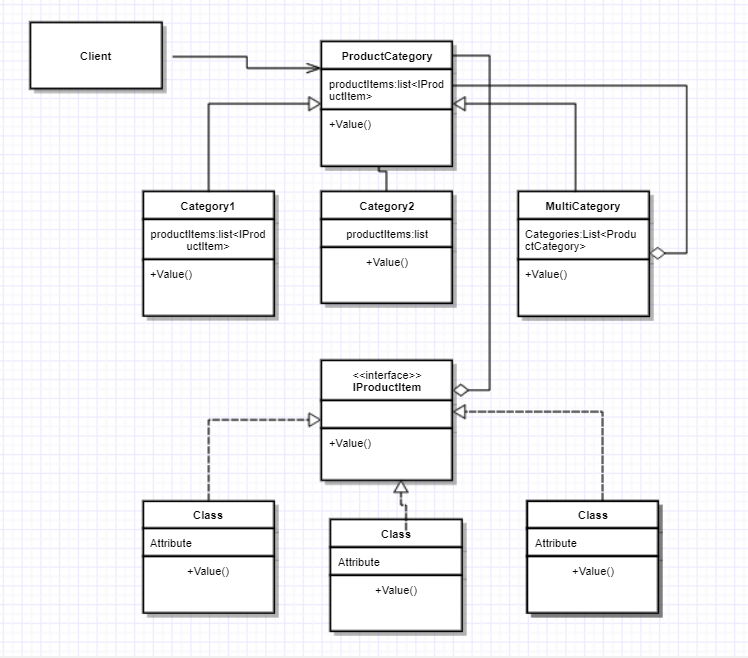 Client
ProductCategory
productItems:list<IProd
uctItem>
+Value()
Category1
productItems:list<IProd
uctItem>
+Value()
Category2
productItems:list
+Value()
MultiCategory
Categories:List<Produ
ctCategory>
+Value()
<<interface>>
IProductItem
+Value()
Class
Attribute
+Value()
Class
Attribute
+Value()
Class
Attribute
+Value()